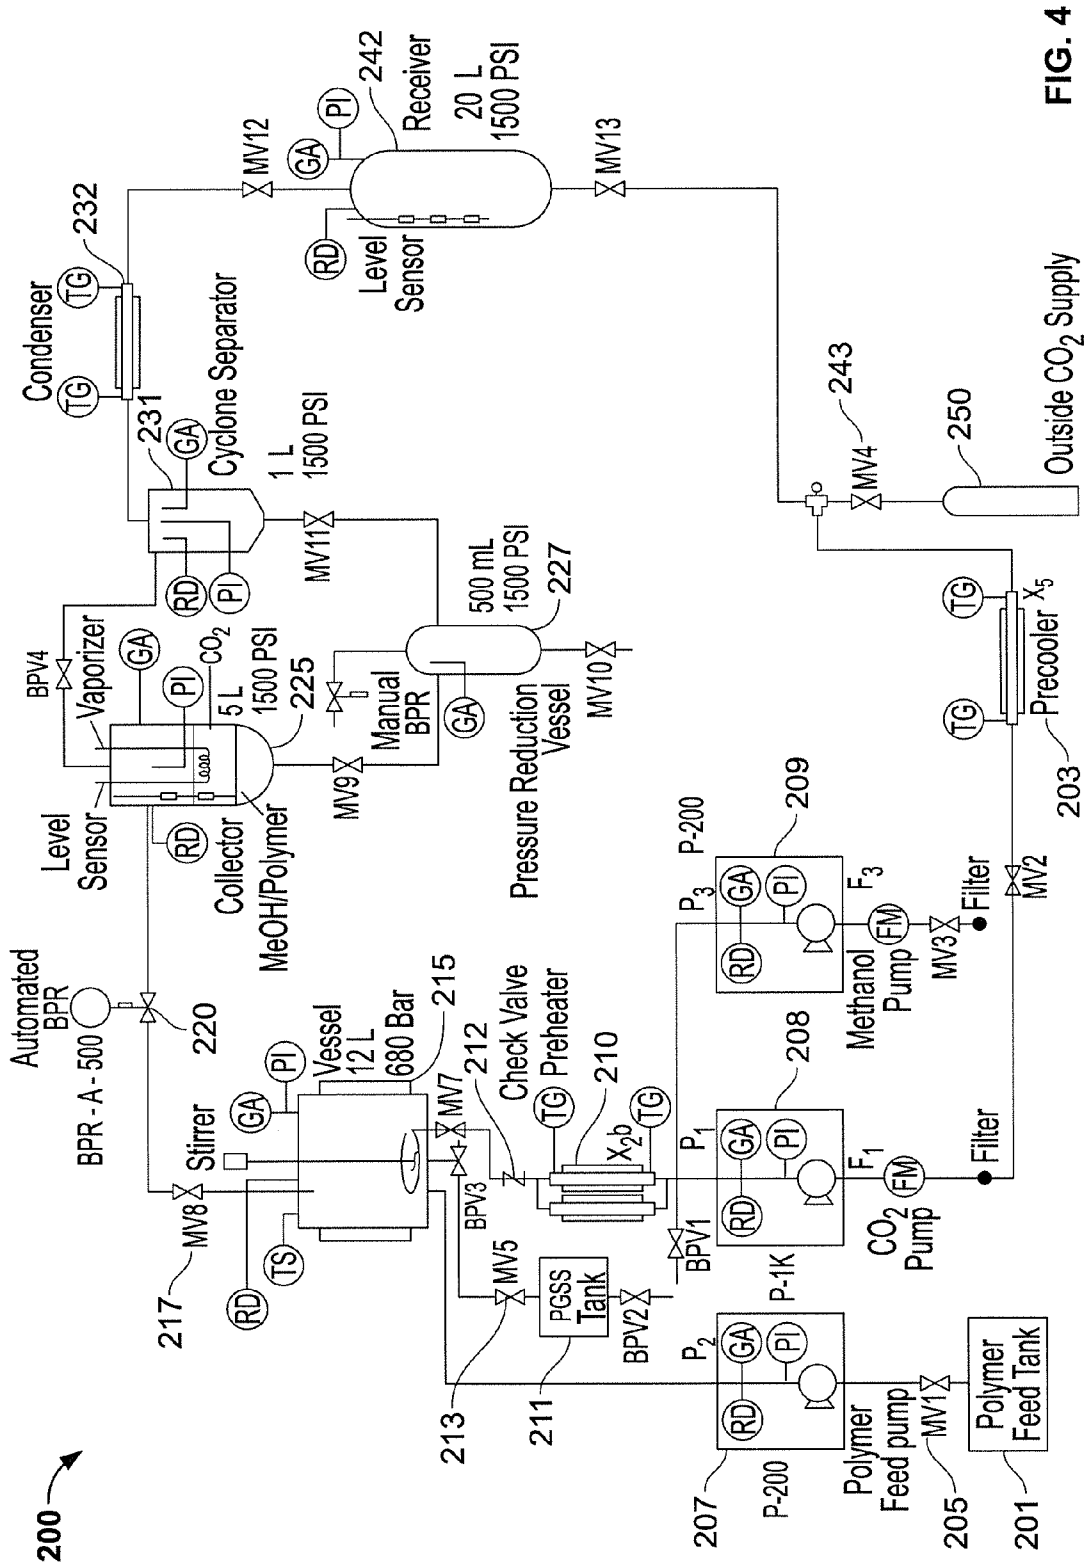 200
FIG. 4
Automated
BPR
BPR - A - 500
220
217
MV8
Stirrer
GA
PI
RD
TS
Vessel
12 L
680 Bar
215
MV7
BPV3
212
Check Valve
Preheater
TG
TG
210
X2b
213
MV5
PGSS
Tank
211
BPV2
BPV1
P2
GA
RD
PI
207
P-200
Polymer
Feed pump
MV1
205
Polymer
Feed Tank
201
P1
GA
RD
PI
208
P-1K
F1
FM
CO2
Pump
Filter
P3
P-200
209
GA
RD
PI
F3
FM
Methanol
Pump
MV3
Filter
MV2
Level
Sensor
Vaporizer
BPV4
GA
PI
CO2
5 L
1500 PSI
225
RD
Collector
MeOH/Polymer
MV9
Manual
BPR
GA
500 mL
1500 PSI
227
Pressure Reduction
Vessel
MV10
MV11
231
GA
RD
PI
Cyclone Separator
1 L
1500 PSI
Condenser
TG
TG
232
MV12
GA
PI
RD
242
Receiver
20 L
1500 PSI
Level
Sensor
MV13
243
MV4
250
Outside CO2 Supply
TG
TG
X5
Precooler
203